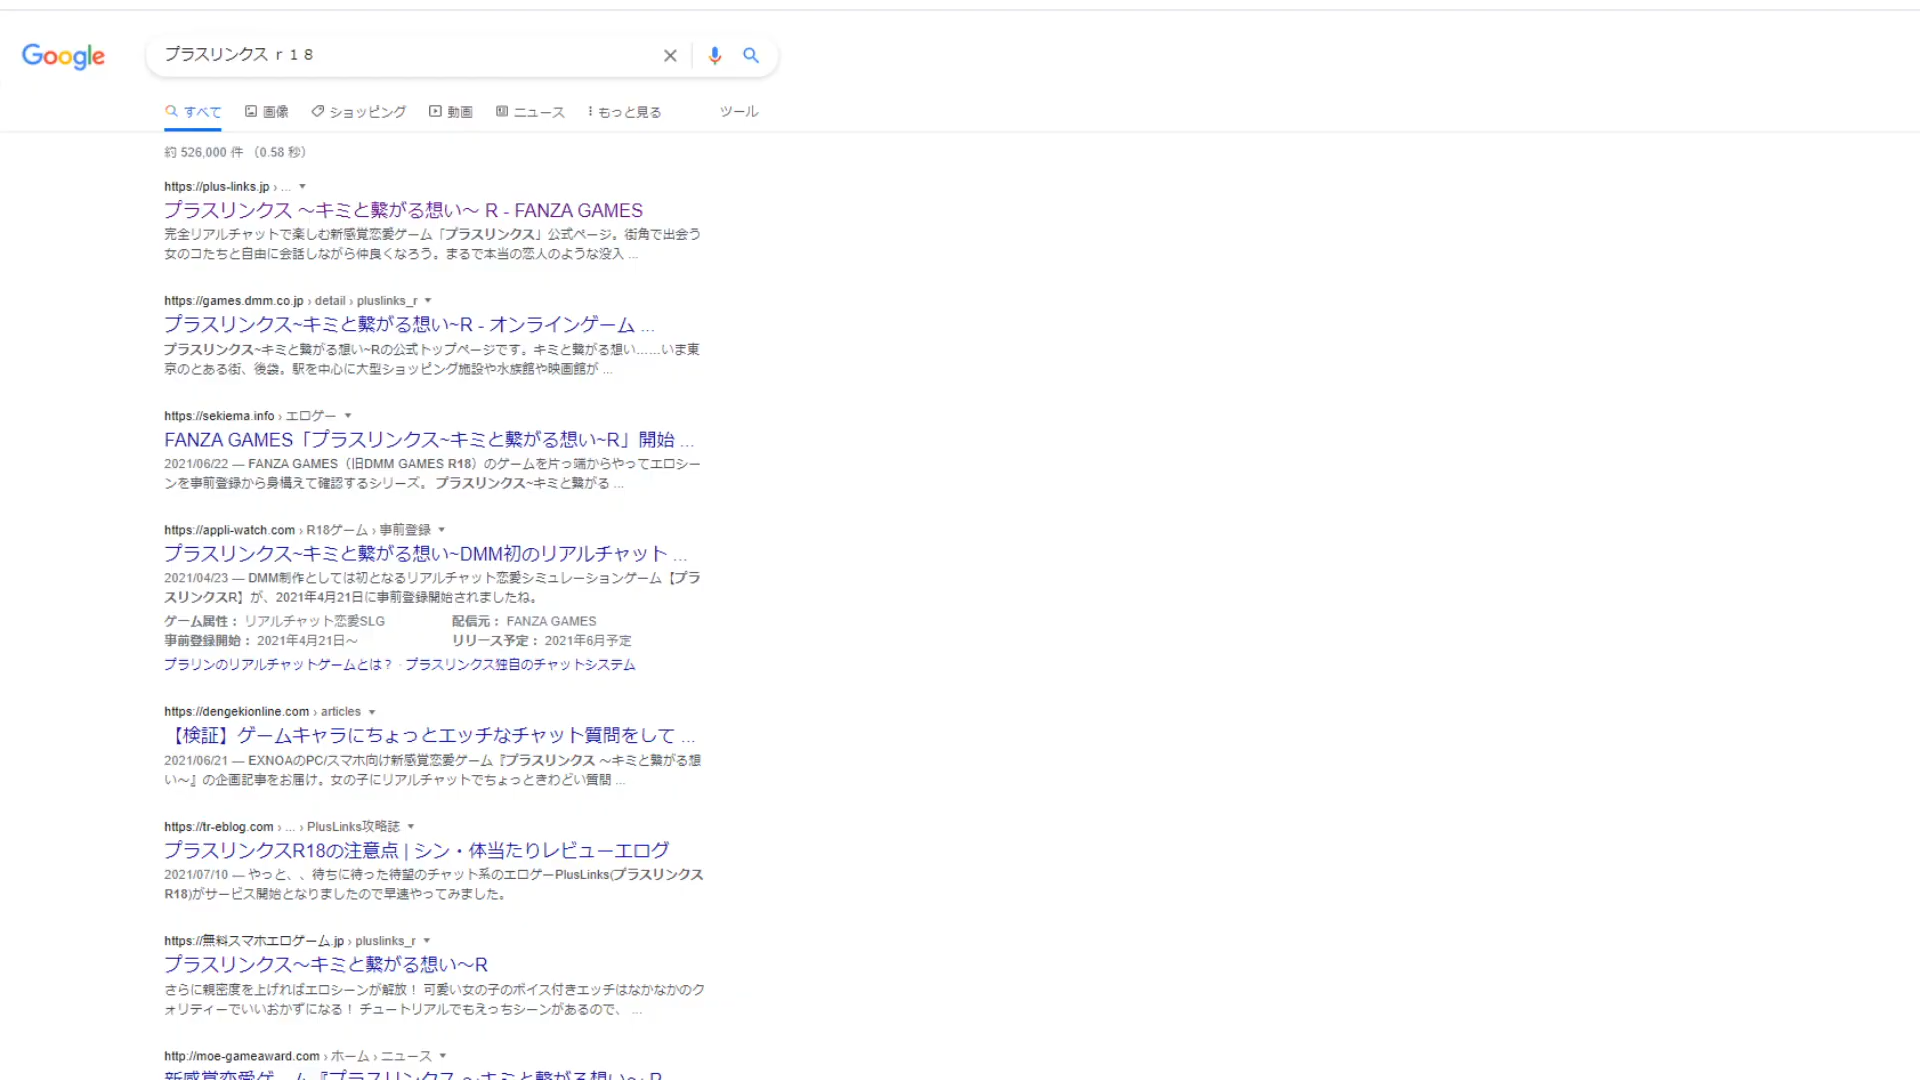 Google
プラスリンクス ｒ１８
すべて 画像 ショッピング 動画 ニュース もっと見る ツール
約 526,000 件 （0.58 秒）
https://plus-links.jp › ...
プラスリンクス ～キミと繋がる想い～ R - FANZA GAMES
完全リアルチャットで楽しむ新感覚恋愛ゲーム「プラスリンクス」公式ページ。街角で出会う
女のコたちと自由に会話しながら仲良くなろう。まるで本当の恋人のような没入 ...
https://games.dmm.co.jp › detail › pluslinks_r
プラスリンクス~キミと繋がる想い~R - オンラインゲーム ...
プラスリンクス~キミと繋がる想い~Rの公式トップページです。キミと繋がる想い……いま東
京のとある街、後袋。駅を中心に大型ショッピング施設や水族館や映画館が ...
https://sekiema.info › エロゲー
FANZA GAMES「プラスリンクス~キミと繋がる想い~R」開始 ...
2021/06/22 — FANZA GAMES（旧DMM GAMES R18）のゲームを片っ端からやってエロシー
ンを事前登録から身構えて確認するシリーズ。 プラスリンクス~キミと繋がる ...
https://appli-watch.com › R18ゲーム › 事前登録
プラスリンクス~キミと繋がる想い~DMM初のリアルチャット ...
2021/04/23 — DMM制作としては初となるリアルチャット恋愛シミュレーションゲーム【プラ
スリンクスR】が、2021年4月21日に事前登録開始されましたね。
ゲーム属性： リアルチャット恋愛SLG 配信元： FANZA GAMES
事前登録開始： 2021年4月21日～ リリース予定： 2021年6月予定
プラリンのリアルチャットゲームとは？ · プラスリンクス独自のチャットシステム
https://dengekionline.com › articles
【検証】ゲームキャラにちょっとエッチなチャット質問をして ...
2021/06/21 — EXNOAのPC/スマホ向け新感覚恋愛ゲーム『プラスリンクス ～キミと繋がる想
い～』の企画記事をお届け。女の子にリアルチャットでちょっときわどい質問 ...
https://tr-eblog.com › ... › PlusLinks攻略誌
プラスリンクスR18の注意点 | シン・体当たりレビューエログ
2021/07/10 — やっと、、待ちに待った待望のチャット系のエロゲーPlusLinks(プラスリンクス
R18)がサービス開始となりましたので早速やってみました。
https://無料スマホエロゲーム.jp › pluslinks_r
プラスリンクス～キミと繋がる想い～R
さらに親密度を上げればエロシーンが解放！ 可愛い女の子のボイス付きエッチはなかなかのク
ォリティーでいいおかずになる！ チュートリアルでもえっちシーンがあるので、 ...
http://moe-gameaward.com › ホーム › ニュース
新感覚恋愛ゲーム『プラスリンクス ～キミと繋がる想い～ R